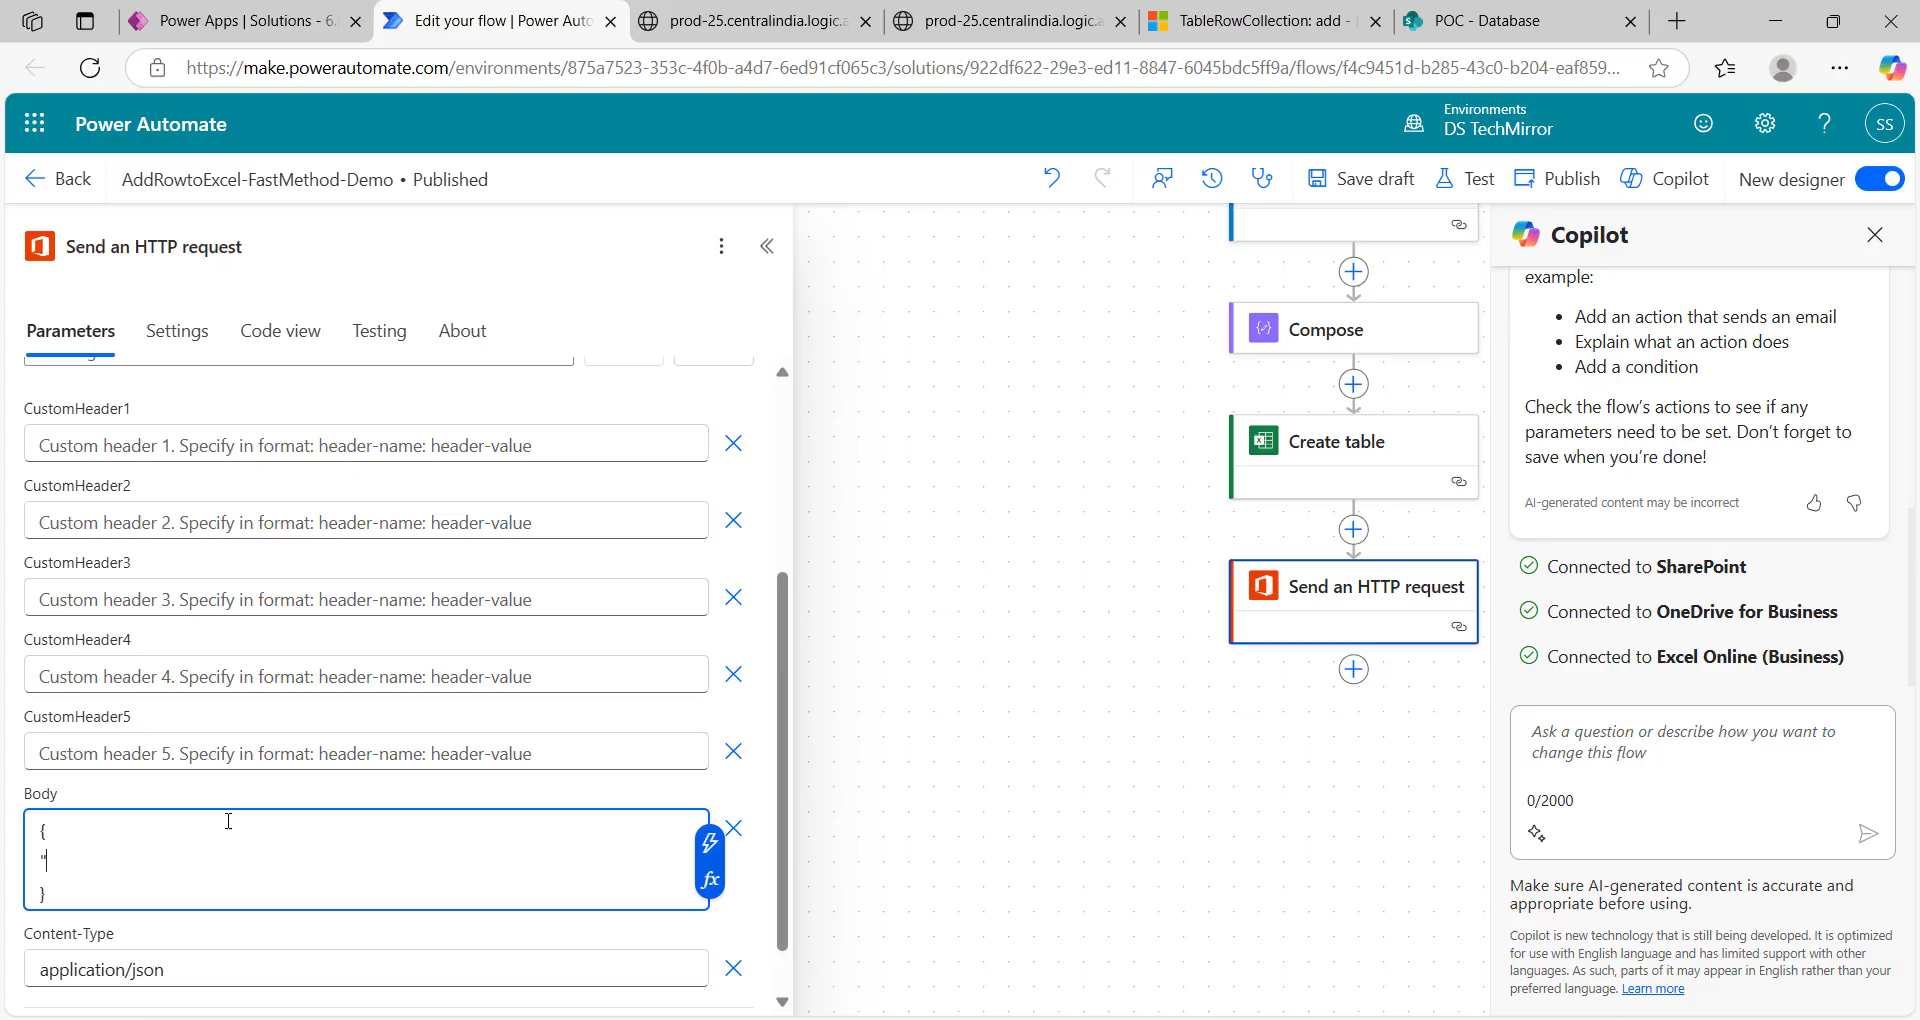 Power Apps | Solutions - 6.
Edit your flow | Power Auto
prod-25.centralindia.logic.a
prod-25.centralindia.logic.a
TableRowCollection: add -
POC - Database
https://make.powerautomate.com/environments/875a7523-353c-4f0b-a4d7-6ed91cf065c3/solutions/922df622-29e3-ed11-8847-6045bdc5ff9a/flows/f4c9451d-b285-43c0-b204-eaf859...
Power Automate
Environments
DS TechMirror
SS
Back
AddRowtoExcel-FastMethod-Demo • Published
Save draft
Test
Publish
Copilot
New designer
Send an HTTP request
Parameters
Settings
Code view
Testing
About
CustomHeader1
Custom header 1. Specify in format: header-name: header-value
CustomHeader2
Custom header 2. Specify in format: header-name: header-value
CustomHeader3
Custom header 3. Specify in format: header-name: header-value
CustomHeader4
Custom header 4. Specify in format: header-name: header-value
CustomHeader5
Custom header 5. Specify in format: header-name: header-value
Body
{
"
}
fx
Content-Type
application/json
Compose
Create table
Send an HTTP request
Copilot
example:
• Add an action that sends an email
• Explain what an action does
• Add a condition
Check the flow's actions to see if any
parameters need to be set. Don't forget to
save when you're done!
AI-generated content may be incorrect
Connected to SharePoint
Connected to OneDrive for Business
Connected to Excel Online (Business)
Ask a question or describe how you want to
change this flow
0/2000
Make sure AI-generated content is accurate and
appropriate before using.
Copilot is new technology that is still being developed. It is optimized
for use with English language and has limited support with other
languages. As such, parts of it may appear in English rather than your
preferred language. Learn more